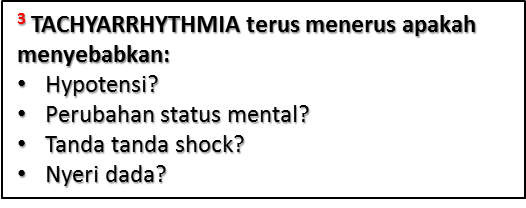 3 TACHYARRHYTHMIA terus menerus apakah
menyebabkan:
• Hypotensi?
• Perubahan status mental?
• Tanda tanda shock?
• Nyeri dada?